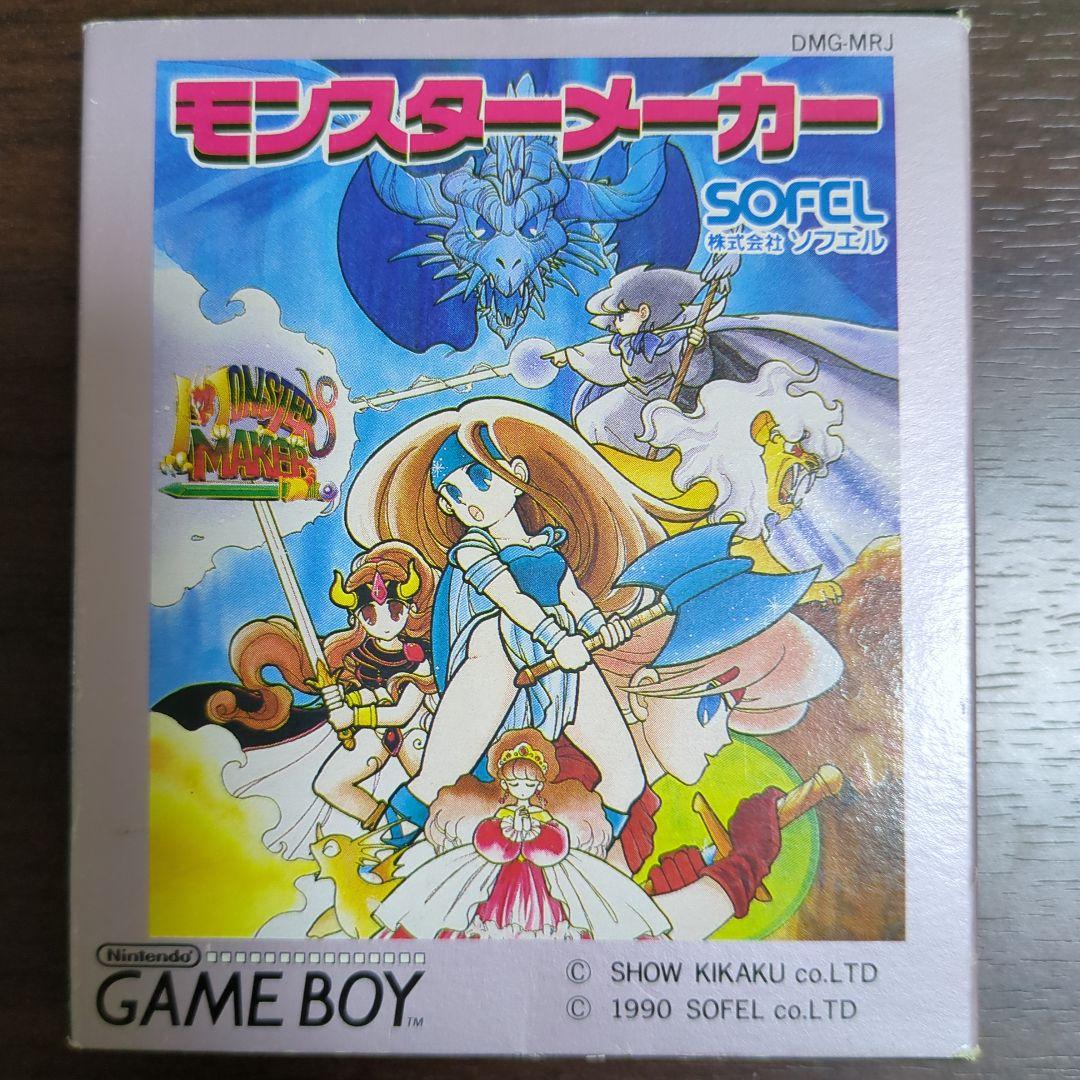 DMG-MRJ
モンスターメーカー
SOFEL
株式会社 ソフエル
MONSTER
MAKER
Nintendo
GAME BOY™
© SHOW KIKAKU co.LTD
© 1990 SOFEL co.LTD